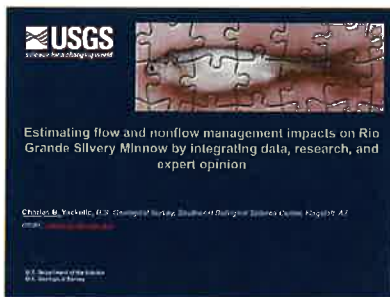 USGS
science for a changing world
Estimating flow and nonflow management impacts on Rio
Grande Silvery Minnow by integrating data, research, and
expert opinion
Charles B. Yackulic, U.S. Geological Survey, Southwest Biological Science Center, Flagstaff, AZ
U.S. Department of the Interior
U.S. Geological Survey